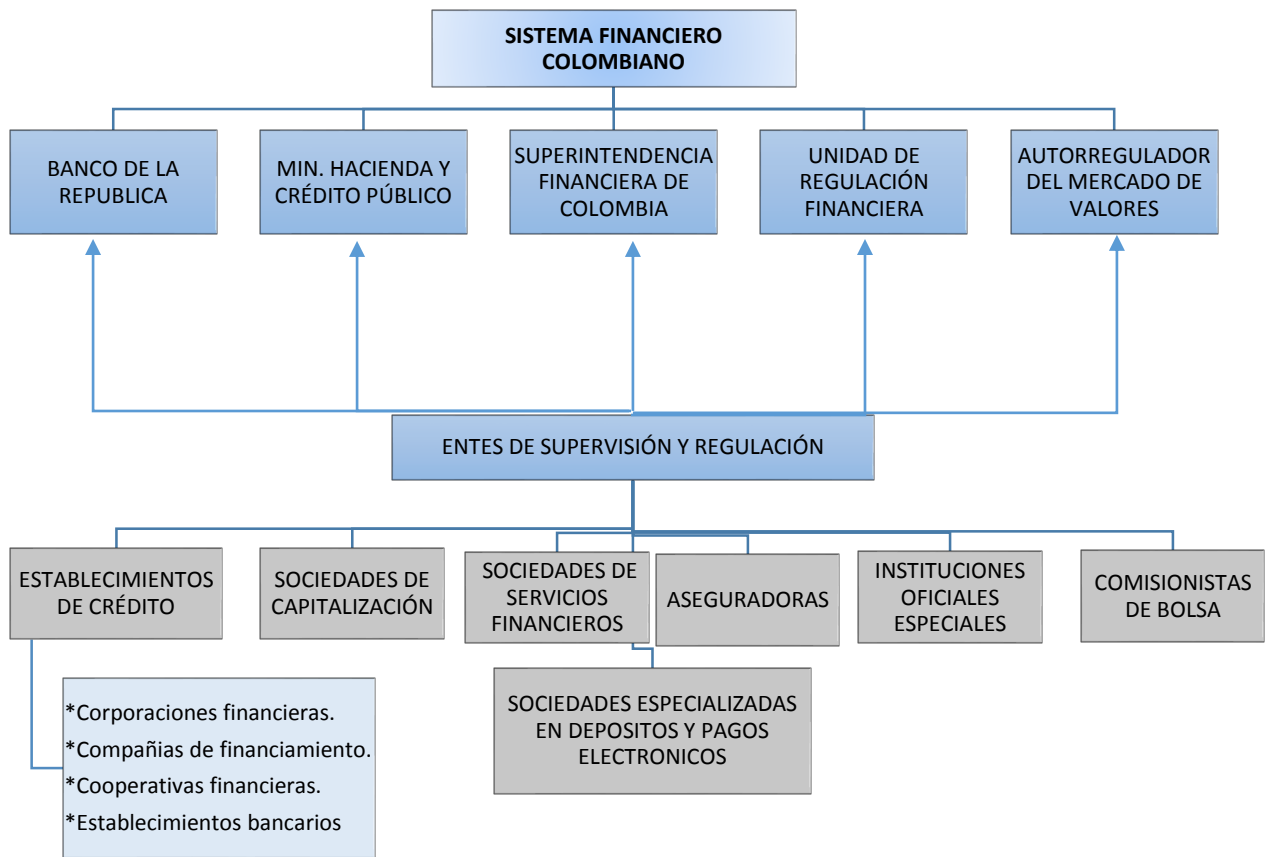 SISTEMA FINANCIERO
COLOMBIANO
BANCO DE LA
REPUBLICA
MIN. HACIENDA Y
CRÉDITO PÚBLICO
SUPERINTENDENCIA
FINANCIERA DE
COLOMBIA
UNIDAD DE
REGULACIÓN
FINANCIERA
AUTORREGULADOR
DEL MERCADO DE
VALORES
ENTES DE SUPERVISIÓN Y REGULACIÓN
ESTABLECIMIENTOS
DE CRÉDITO
SOCIEDADES DE
CAPITALIZACIÓN
SOCIEDADES DE
SERVICIOS
FINANCIEROS
ASEGURADORAS
INSTITUCIONES
OFICIALES
ESPECIALES
COMISIONISTAS
DE BOLSA
*Corporaciones financieras.
*Compañias de financiamiento.
*Cooperativas financieras.
*Establecimientos bancarios
SOCIEDADES ESPECIALIZADAS
EN DEPOSITOS Y PAGOS
ELECTRONICOS